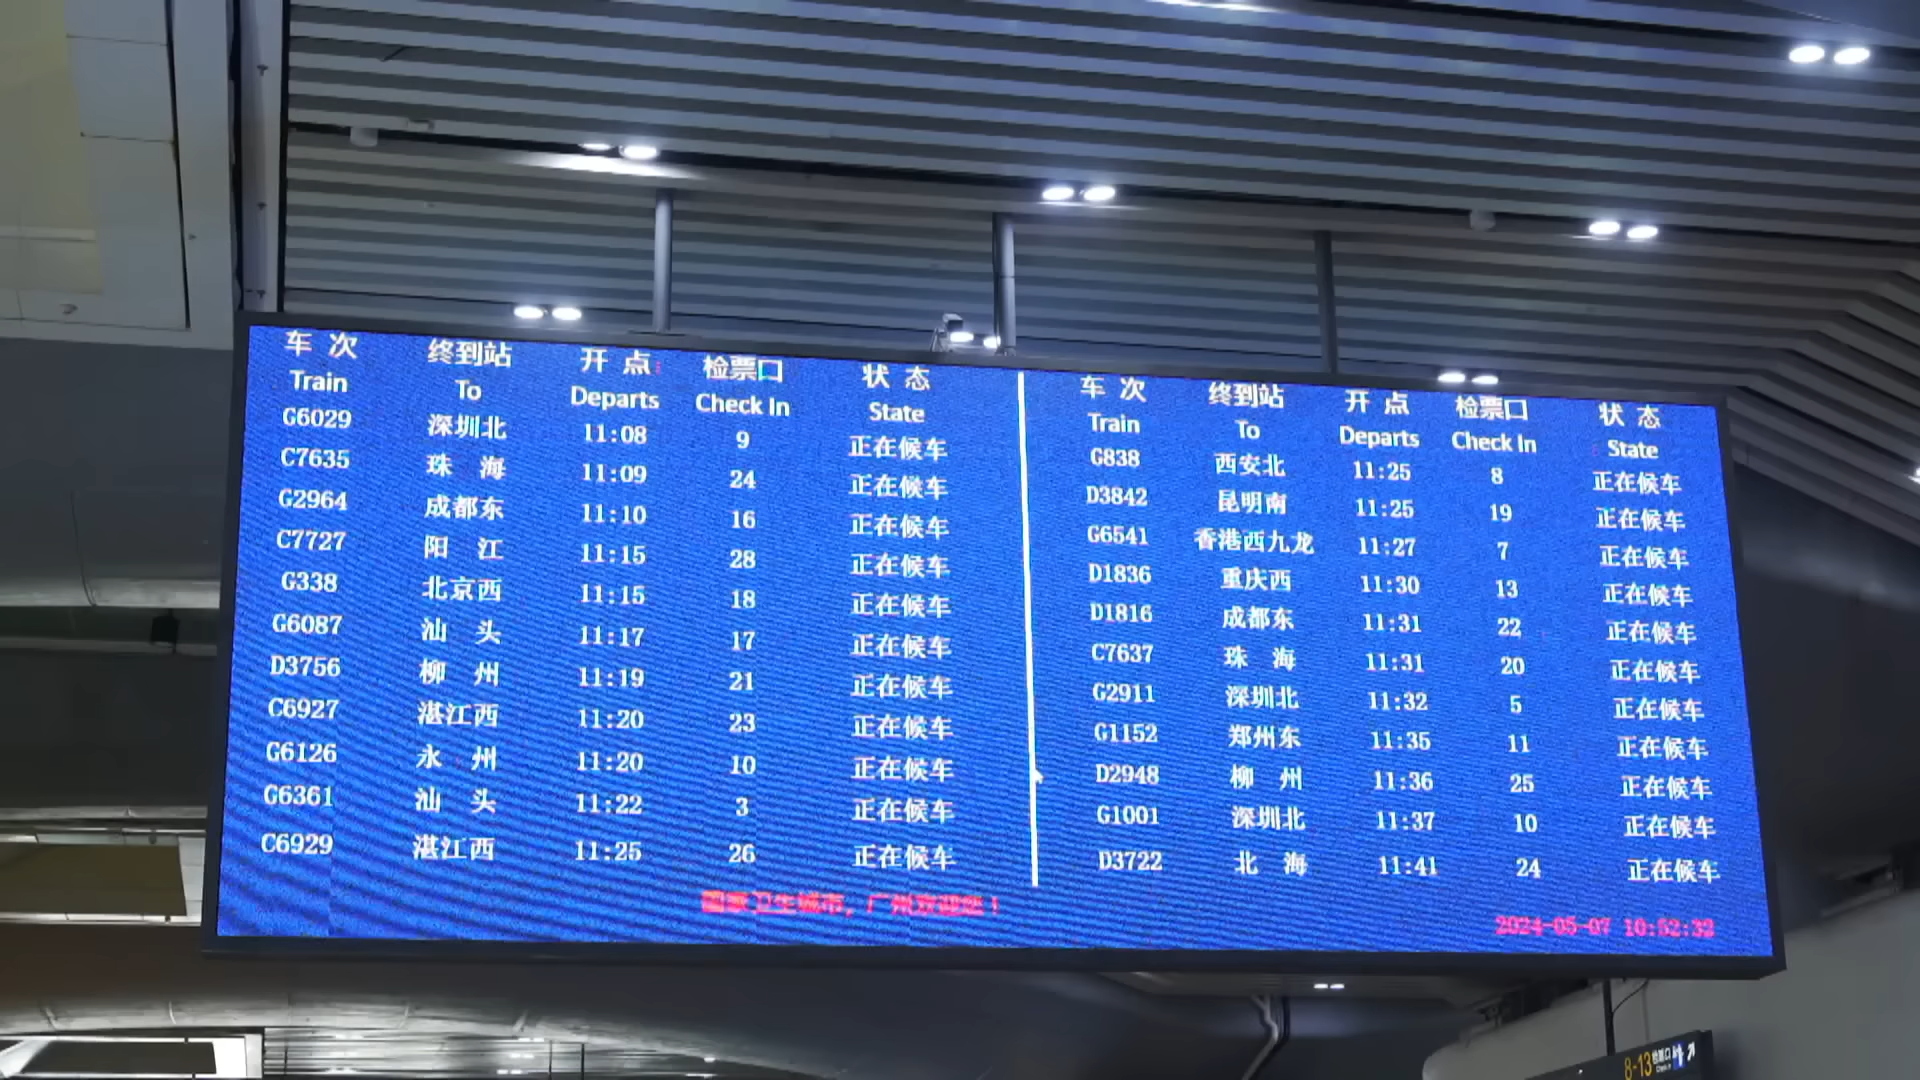 车次 终到站 开点 检票口 状态
Train To Departs Check In State
G6029 深圳北 11:08 9 正在候车
C7635 珠海 11:09 24 正在候车
G2964 成都东 11:10 16 正在候车
C7727 阳江 11:15 28 正在候车
G338 北京西 11:15 18 正在候车
G6087 汕头 11:17 17 正在候车
D3756 柳州 11:19 21 正在候车
C6927 湛江西 11:20 23 正在候车
G6126 永州 11:20 10 正在候车
G6361 汕头 11:22 3 正在候车
C6929 湛江西 11:25 26 正在候车
车次 终到站 开点 检票口 状态
Train To Departs Check In State
G838 西安北 11:25 8 正在候车
D3842 昆明南 11:25 19 正在候车
G6541 香港西九龙 11:27 7 正在候车
D1836 重庆西 11:30 13 正在候车
D1816 成都东 11:31 22 正在候车
C7637 珠海 11:31 20 正在候车
G2911 深圳北 11:32 5 正在候车
G1152 郑州东 11:35 11 正在候车
D2948 柳州 11:36 25 正在候车
G1001 深圳北 11:37 10 正在候车
D3722 北海 11:41 24 正在候车
国家卫生城市，广州欢迎您！
2024-05-07 10:52:32
8-13 检票口
Check in